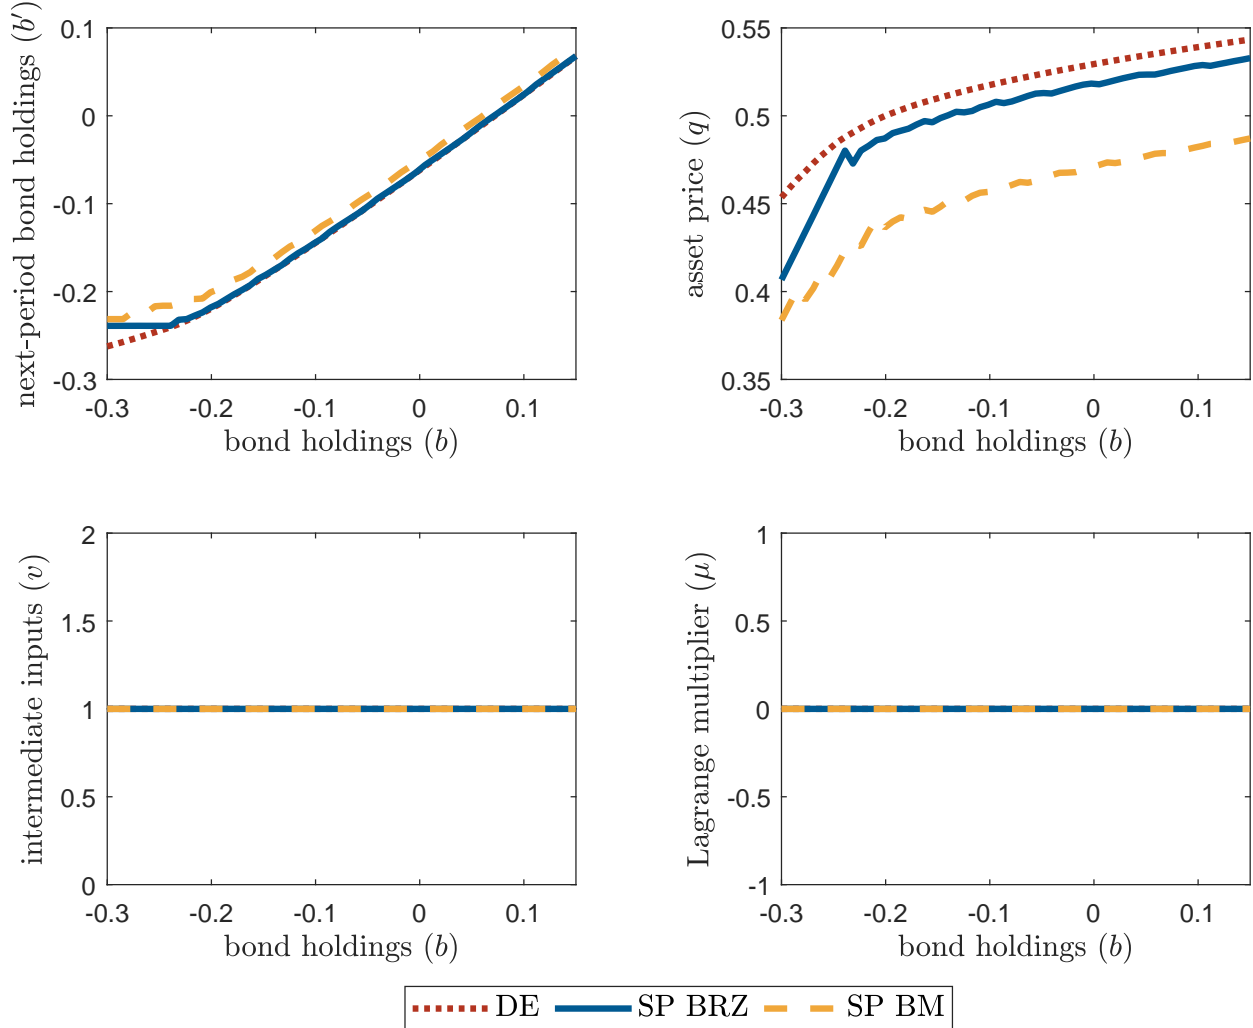 next-period bond holdings (b′)
0.1
0
-0.1
-0.2
-0.3
-0.3 -0.2 -0.1 0 0.1
bond holdings (b)
asset price (q)
0.55
0.5
0.45
0.4
0.35
-0.3 -0.2 -0.1 0 0.1
bond holdings (b)
intermediate inputs (v)
2
1.5
1
0.5
0
-0.3 -0.2 -0.1 0 0.1
bond holdings (b)
Lagrange multiplier (μ)
1
0.5
0
-0.5
-1
-0.3 -0.2 -0.1 0 0.1
bond holdings (b)
DE SP BRZ SP BM